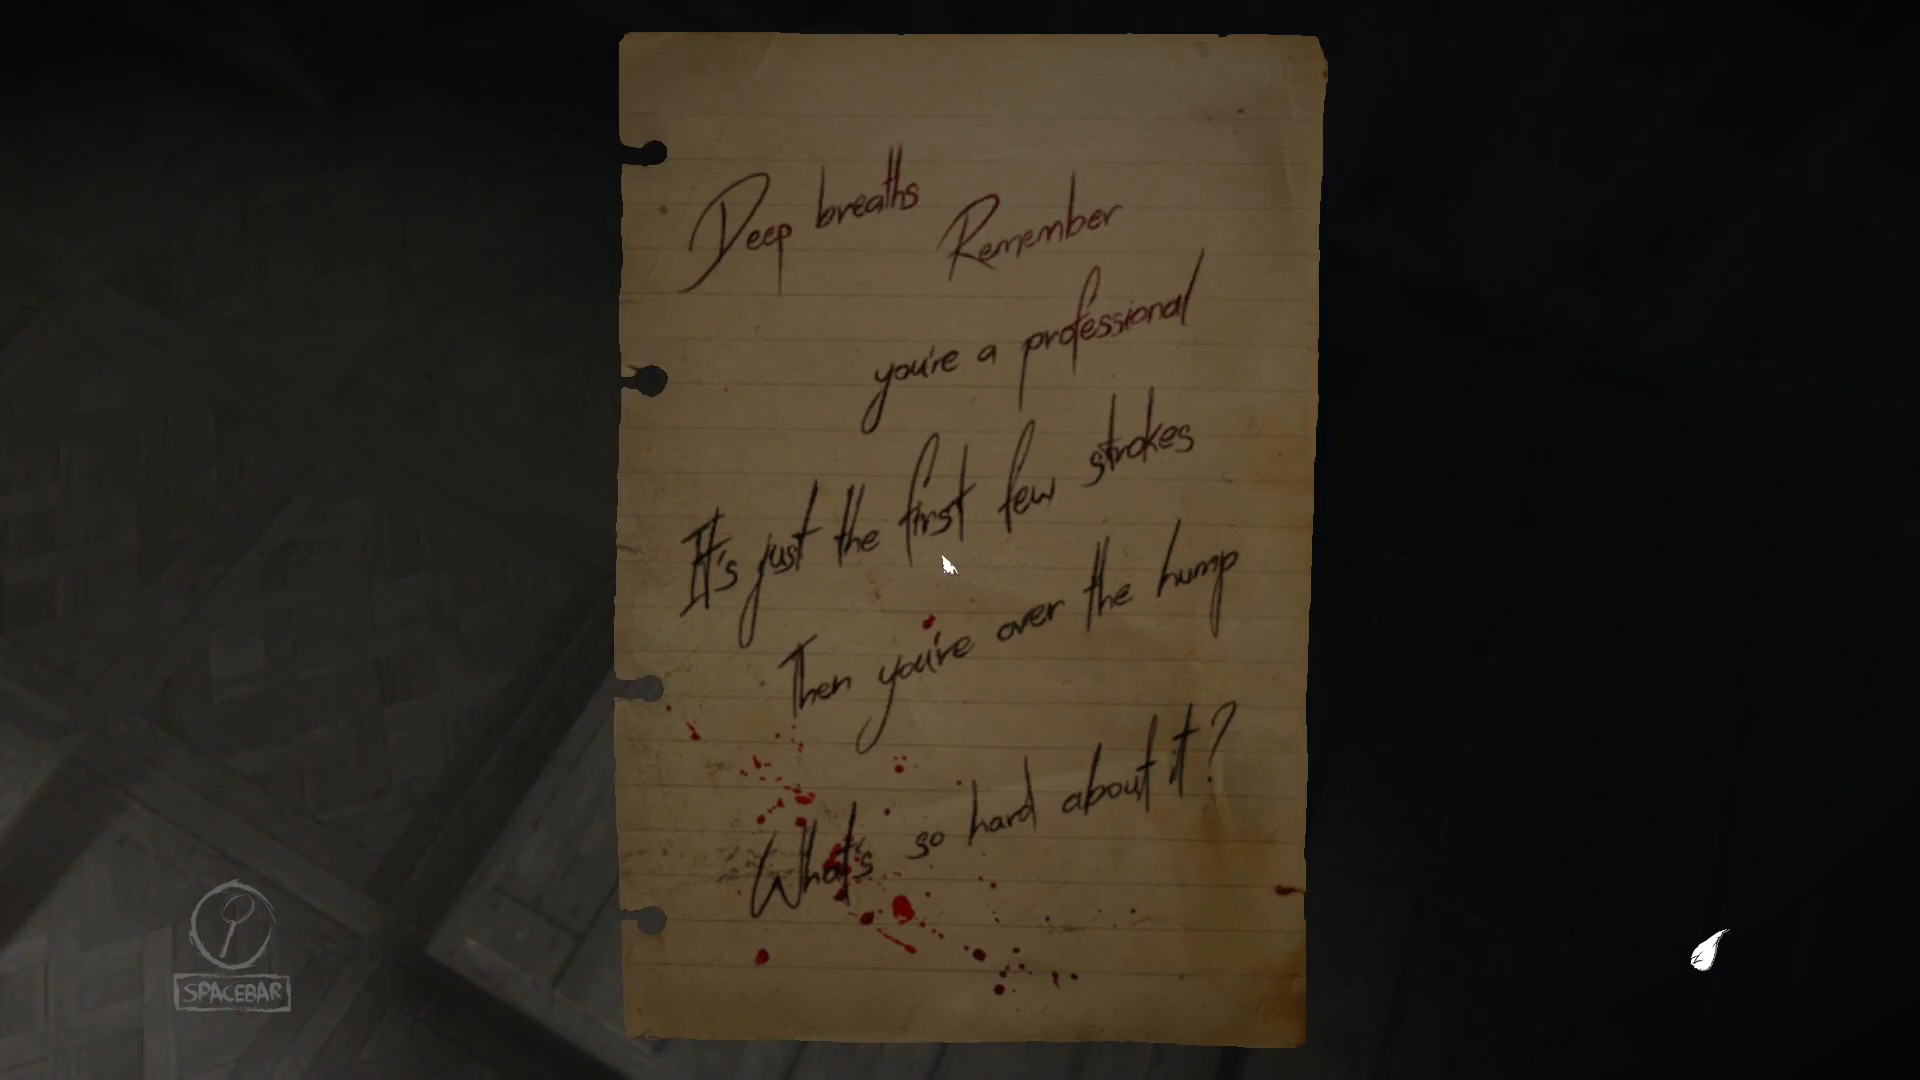 Deep breaths
Remember
you're a professional
It's just the first few strokes
Then you're over the hump
What's so hard about it?
SPACEBAR